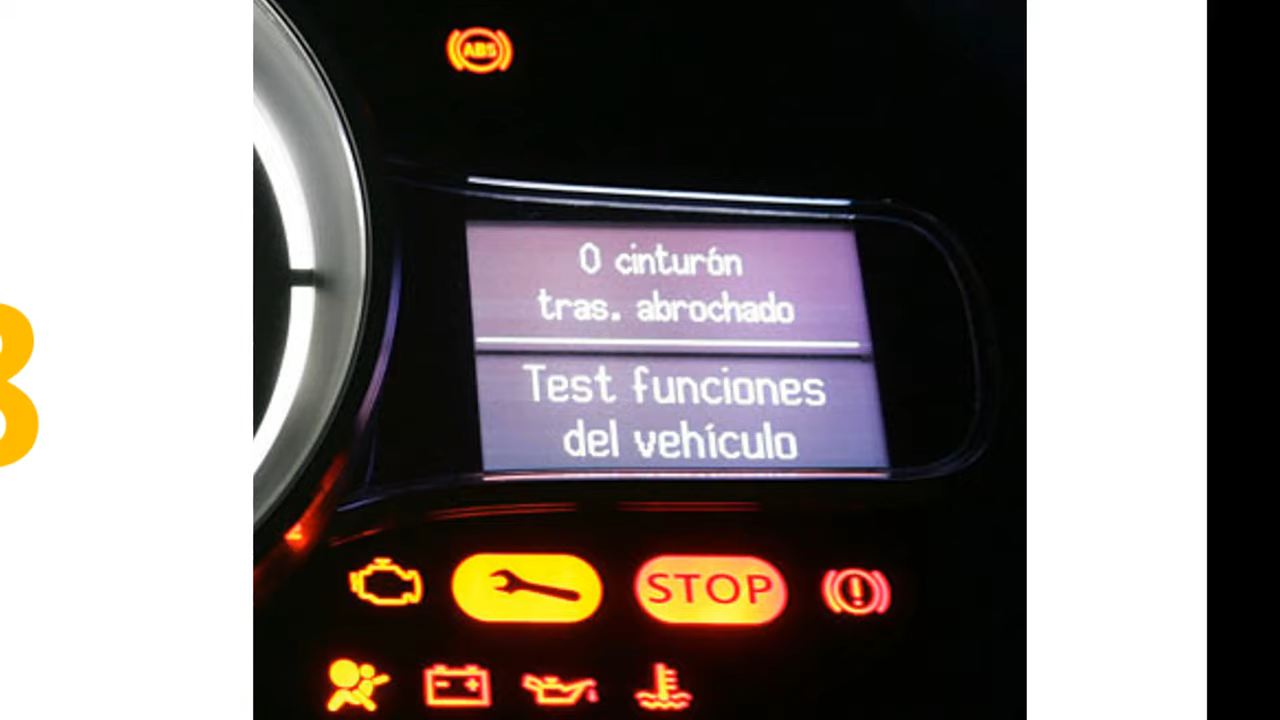 ABS
0 cinturón
tras. abrochado
Test funciones
del vehículo
STOP